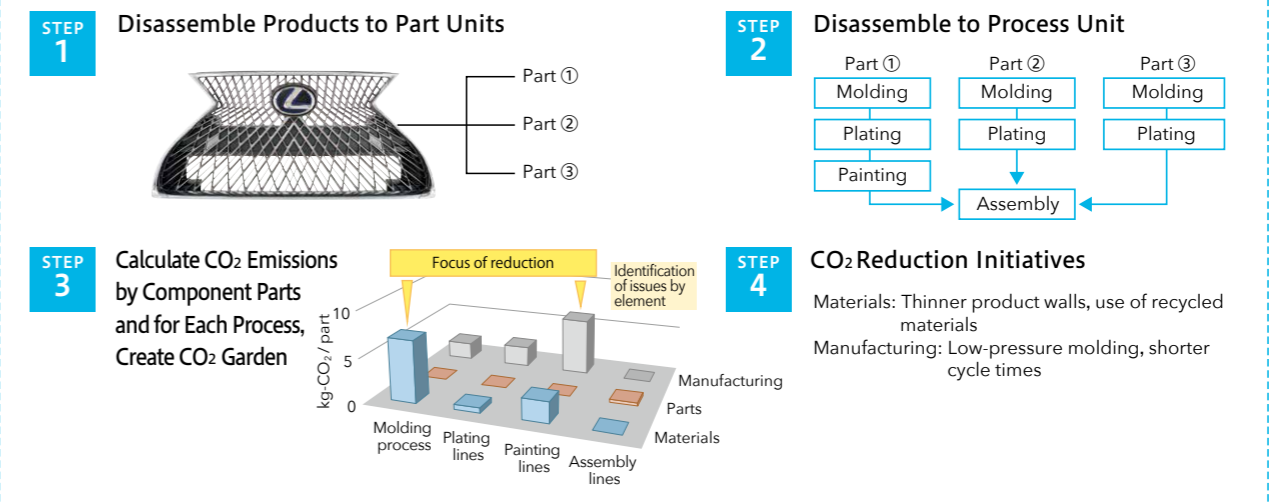 STEP
1
Disassemble Products to Part Units
Part ①
Part ②
Part ③
STEP
2
Disassemble to Process Unit
Part ①
Part ②
Part ③
Molding
Molding
Molding
Plating
Plating
Plating
Painting
Assembly
STEP
3
Calculate CO2 Emissions
by Component Parts
and for Each Process,
Create CO2 Garden
Focus of reduction
Identification
of issues by
element
kg-CO2 / part
10
5
0
Manufacturing
Parts
Materials
Molding
process
Plating
lines
Painting
lines
Assembly
lines
STEP
4
CO2 Reduction Initiatives
Materials: Thinner product walls, use of recycled
materials
Manufacturing: Low-pressure molding, shorter
cycle times